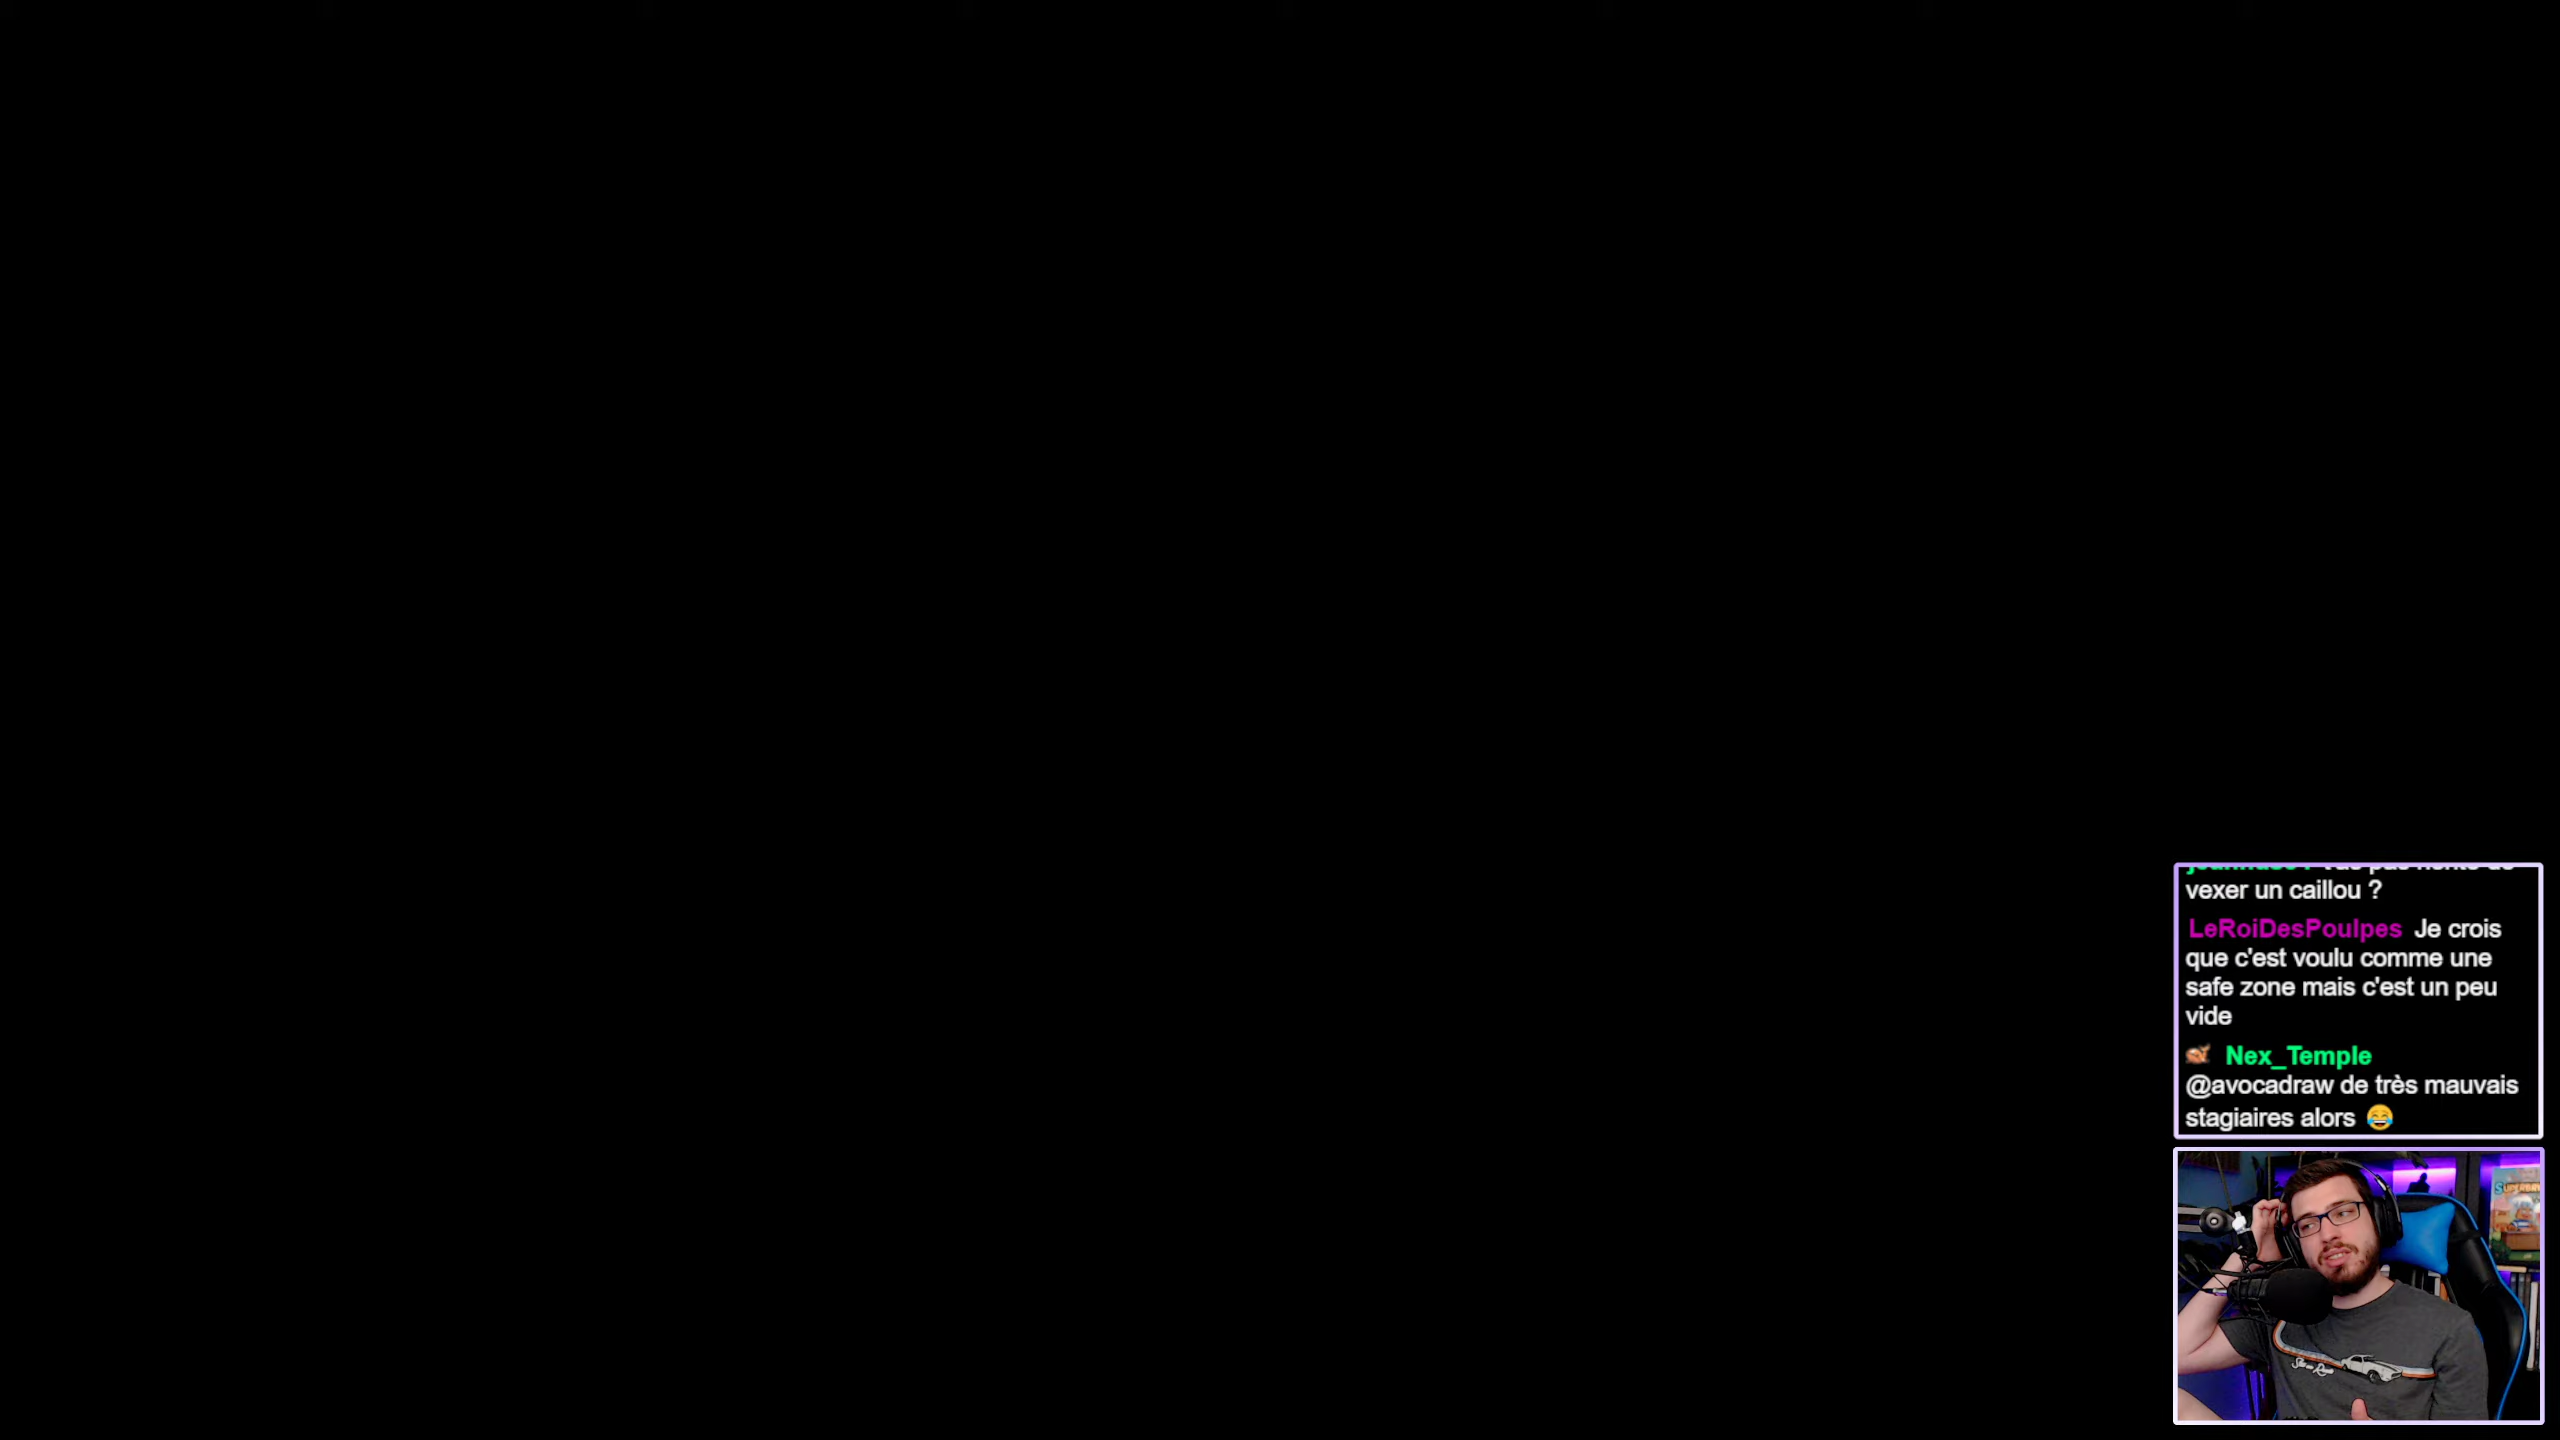 vexer un caillou ?
LeRoiDesPoulpes Je crois
que c'est voulu comme une
safe zone mais c'est un peu
vide
Nex_Temple
@avocadraw de très mauvais
stagiaires alors 😂